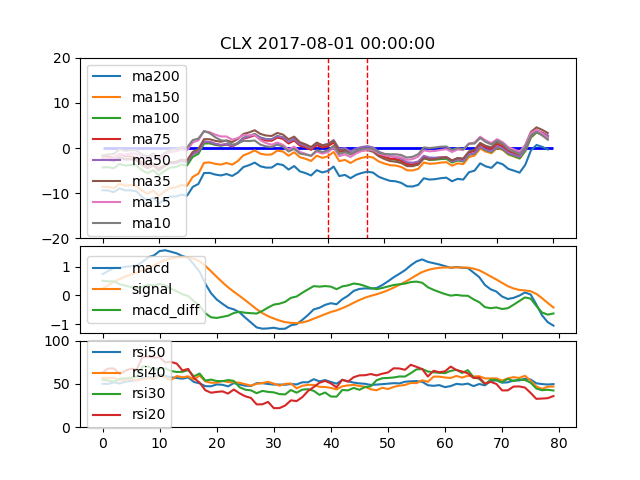 CLX 2017-08-01 00:00:00
20
10
0
−10
−20
ma200
ma150
ma100
ma75
ma50
ma35
ma15
ma10
1
0
−1
macd
signal
macd_diff
100
50
0
rsi50
rsi40
rsi30
rsi20
0 10 20 30 40 50 60 70 80